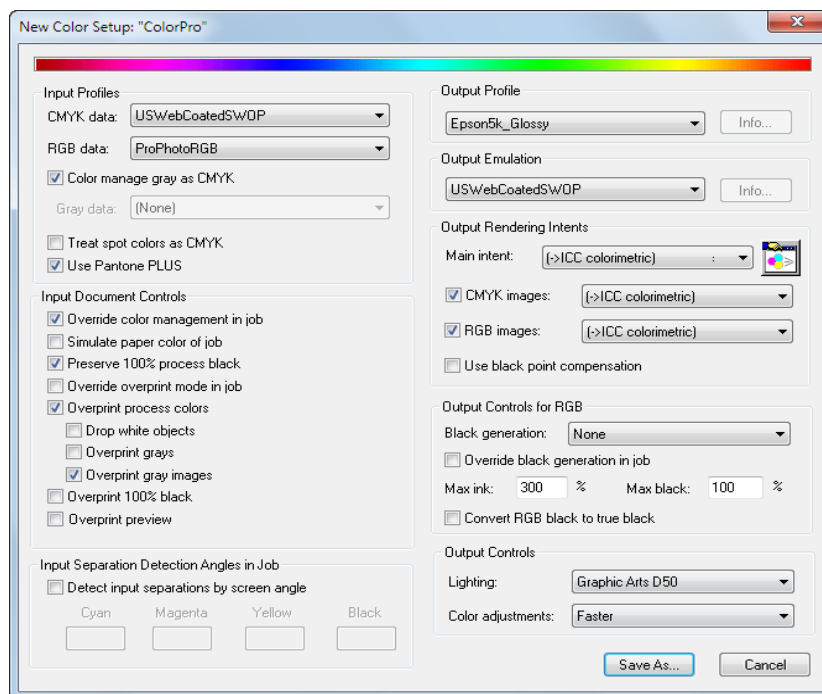 New Color Setup: "ColorPro"
Input Profiles
CMYK data: USWebCoatedSWOP
RGB data: ProPhotoRGB
Color manage gray as CMYK
Gray data: (None)
Treat spot colors as CMYK
Use Pantone PLUS
Input Document Controls
Override color management in job
Simulate paper color of job
Preserve 100% process black
Override overprint mode in job
Overprint process colors
Drop white objects
Overprint grays
Overprint gray images
Overprint 100% black
Overprint preview
Input Separation Detection Angles in Job
Detect input separations by screen angle
Cyan Magenta Yellow Black
Output Profile
Epson5k_Glossy Info...
Output Emulation
USWebCoatedSWOP Info...
Output Rendering Intents
Main intent: (->ICC colorimetric) :
CMYK images: (->ICC colorimetric)
RGB images: (->ICC colorimetric)
Use black point compensation
Output Controls for RGB
Black generation: None
Override black generation in job
Max ink: 300 % Max black: 100 %
Convert RGB black to true black
Output Controls
Lighting: Graphic Arts D50
Color adjustments: Faster
Save As... Cancel